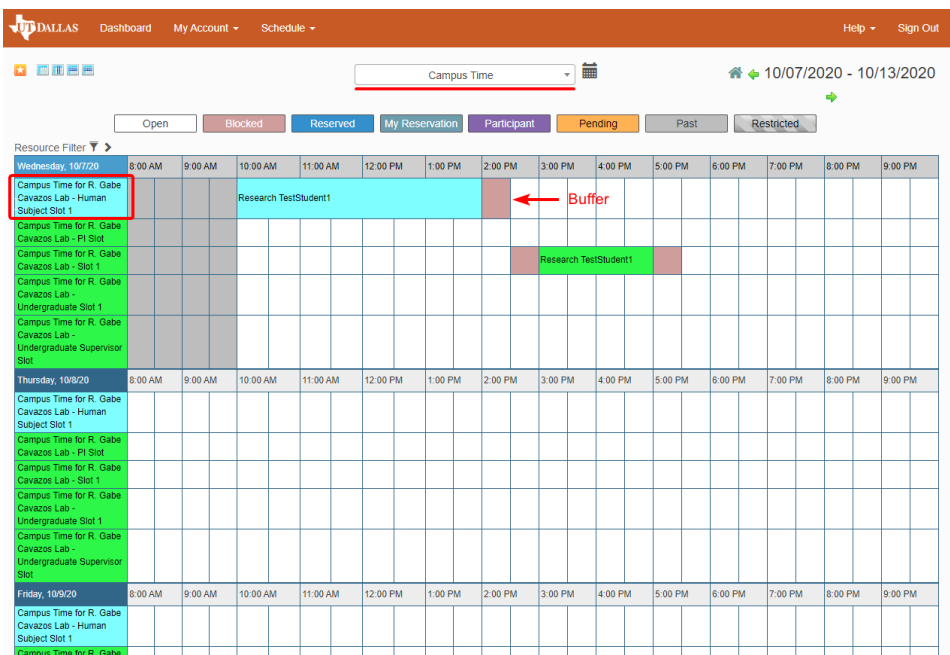 UT DALLAS Dashboard My Account Schedule Help Sign Out
Campus Time 10/07/2020 - 10/13/2020
Open Blocked Reserved My Reservation Participant Pending Past Restricted
Resource Filter
Wednesday, 10/7/20 8:00 AM 9:00 AM 10:00 AM 11:00 AM 12:00 PM 1:00 PM 2:00 PM 3:00 PM 4:00 PM 5:00 PM 6:00 PM 7:00 PM 8:00 PM 9:00 PM
Campus Time for R. Gabe
Cavazos Lab - Human
Subject Slot 1
Research TestStudent1
Buffer
Campus Time for R. Gabe
Cavazos Lab - PI Slot
Campus Time for R. Gabe
Cavazos Lab - Slot 1
Research TestStudent1
Campus Time for R. Gabe
Cavazos Lab -
Undergraduate Slot 1
Campus Time for R. Gabe
Cavazos Lab -
Undergraduate Supervisor
Slot
Thursday, 10/8/20 8:00 AM 9:00 AM 10:00 AM 11:00 AM 12:00 PM 1:00 PM 2:00 PM 3:00 PM 4:00 PM 5:00 PM 6:00 PM 7:00 PM 8:00 PM 9:00 PM
Campus Time for R. Gabe
Cavazos Lab - Human
Subject Slot 1
Campus Time for R. Gabe
Cavazos Lab - PI Slot
Campus Time for R. Gabe
Cavazos Lab - Slot 1
Campus Time for R. Gabe
Cavazos Lab -
Undergraduate Slot 1
Campus Time for R. Gabe
Cavazos Lab -
Undergraduate Supervisor
Slot
Friday, 10/9/20 8:00 AM 9:00 AM 10:00 AM 11:00 AM 12:00 PM 1:00 PM 2:00 PM 3:00 PM 4:00 PM 5:00 PM 6:00 PM 7:00 PM 8:00 PM 9:00 PM
Campus Time for R. Gabe
Cavazos Lab - Human
Subject Slot 1
Campus Time for R. Gabe